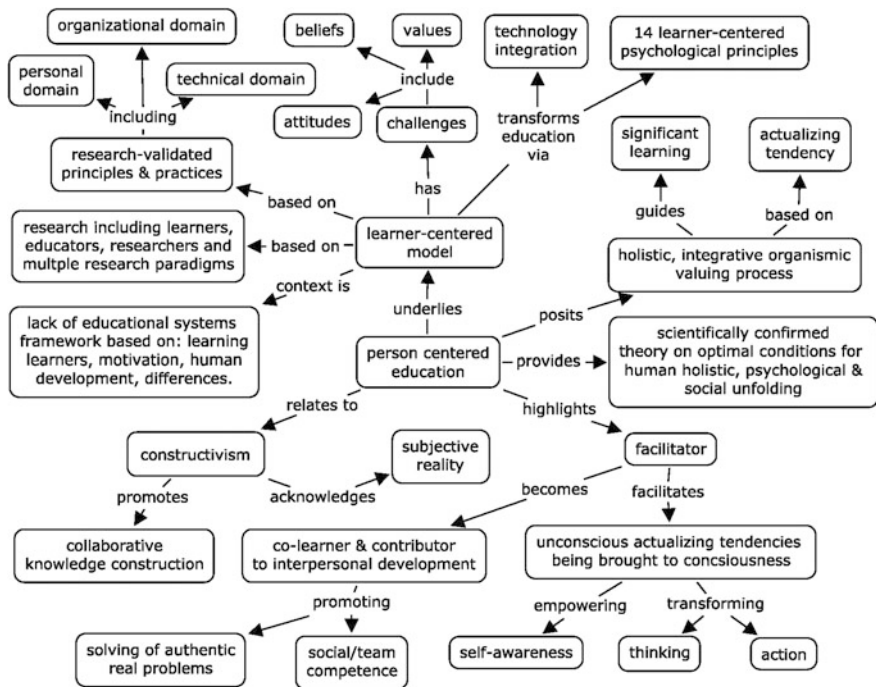 organizational domain
personal
domain
technical domain
including
research-validated
principles & practices
beliefs
values
include
attitudes
challenges
has
technology
integration
14 learner-centered
psychological principles
transforms
education
via
significant
learning
actualizing
tendency
guides
based on
holistic, integrative organismic
valuing process
based on
learner-centered
model
research including learners,
educators, researchers and
multple research paradigms
based on
context is
lack of educational systems
framework based on: learning
learners, motivation, human
development, differences.
underlies
posits
person centered
education
provides
scientifically confirmed
theory on optimal conditions for
human holistic, psychological &
social unfolding
relates to
highlights
constructivism
subjective
reality
facilitator
promotes
acknowledges
becomes
facilitates
collaborative
knowledge construction
co-learner & contributor
to interpersonal development
unconscious actualizing tendencies
being brought to concsiousness
promoting
empowering
transforming
solving of authentic
real problems
social/team
competence
self-awareness
thinking
action